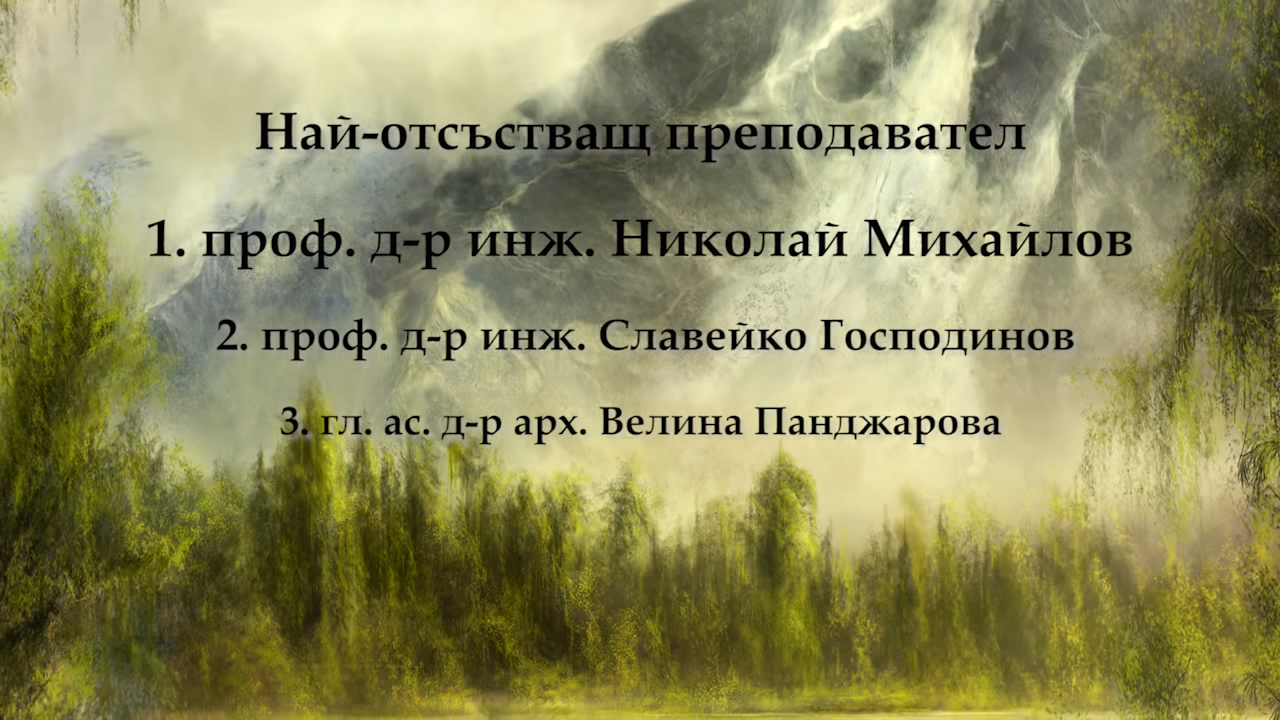 Най-отсъстващ преподавател
1. проф. д-р инж. Николай Михайлов
2. проф. д-р инж. Славейко Господинов
3. гл. ас. д-р арх. Велина Панджарова